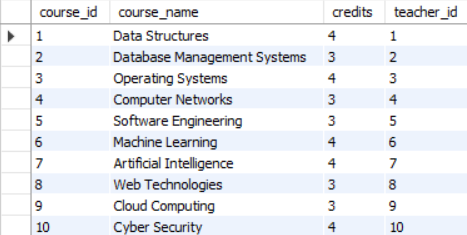 course_id course_name credits teacher_id
1 Data Structures 4 1
2 Database Management Systems 3 2
3 Operating Systems 4 3
4 Computer Networks 3 4
5 Software Engineering 3 5
6 Machine Learning 4 6
7 Artificial Intelligence 4 7
8 Web Technologies 3 8
9 Cloud Computing 3 9
10 Cyber Security 4 10